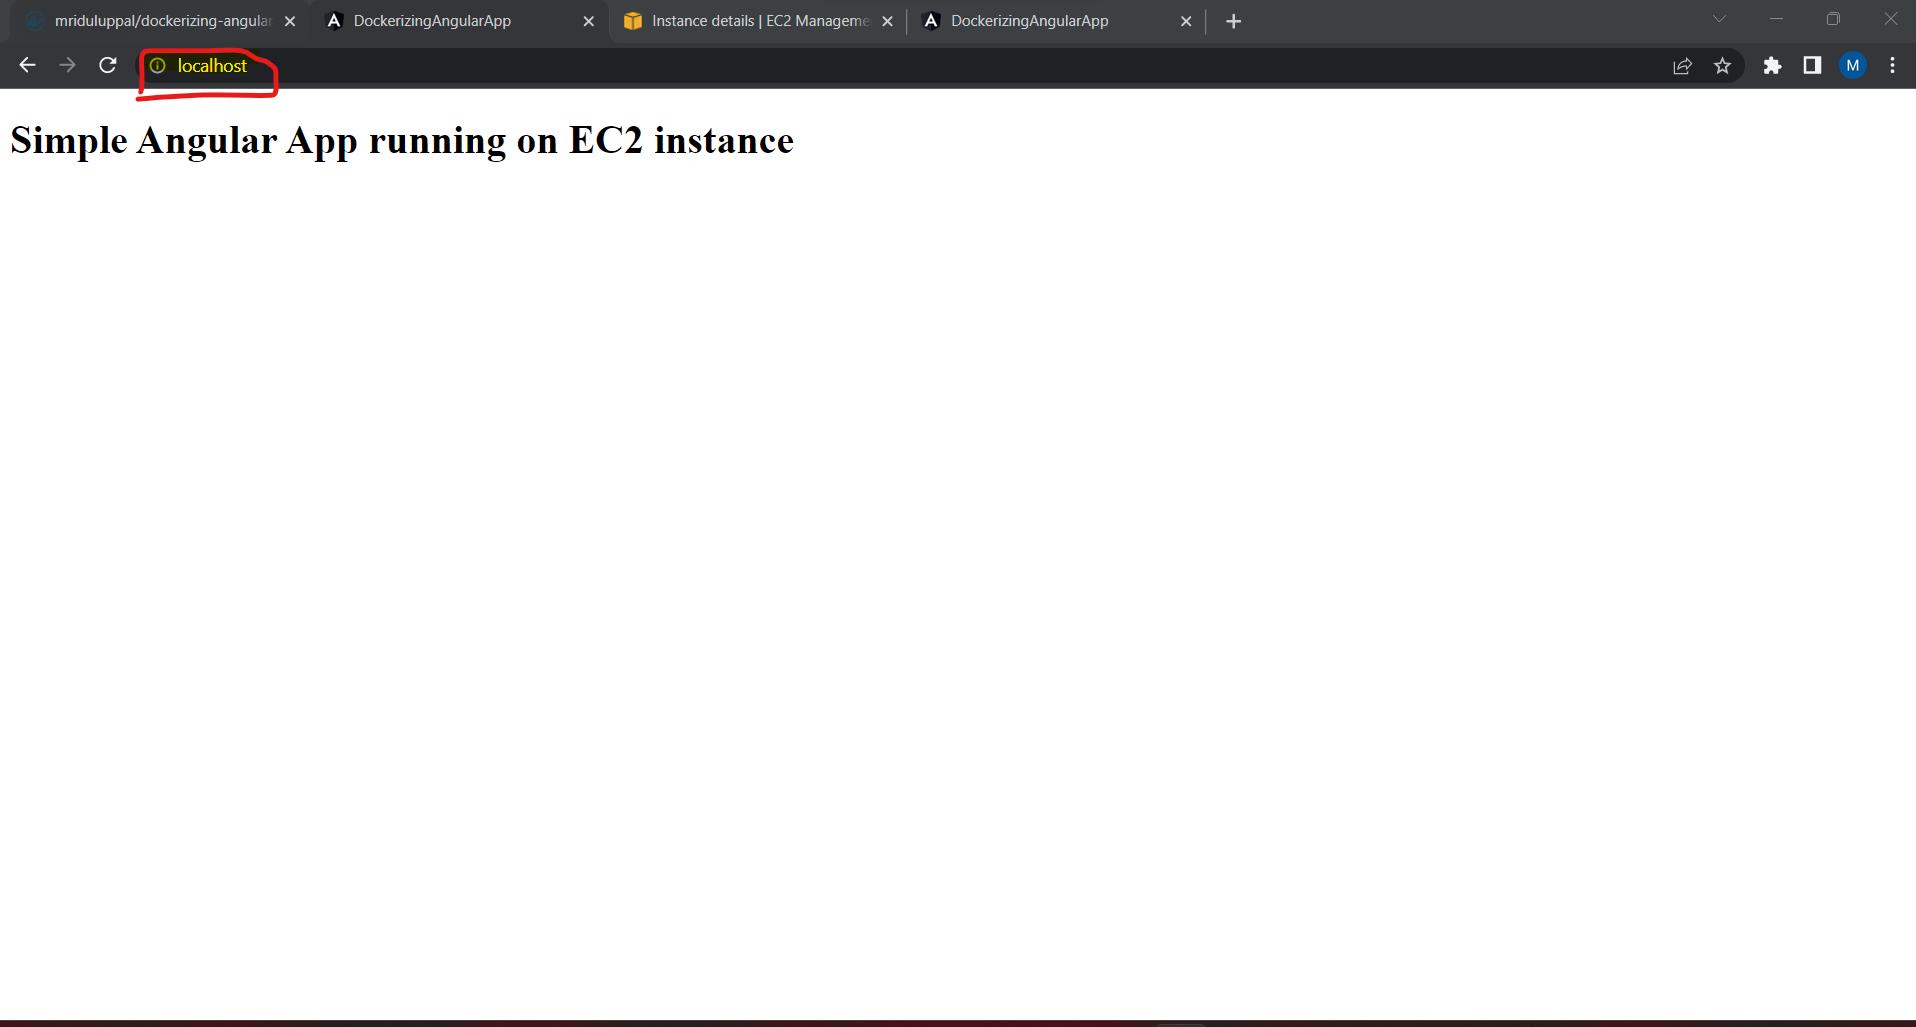 mriduluppal/dockerizing-angular
DockerizingAngularApp
Instance details | EC2 Manageme
DockerizingAngularApp
localhost
M
Simple Angular App running on EC2 instance